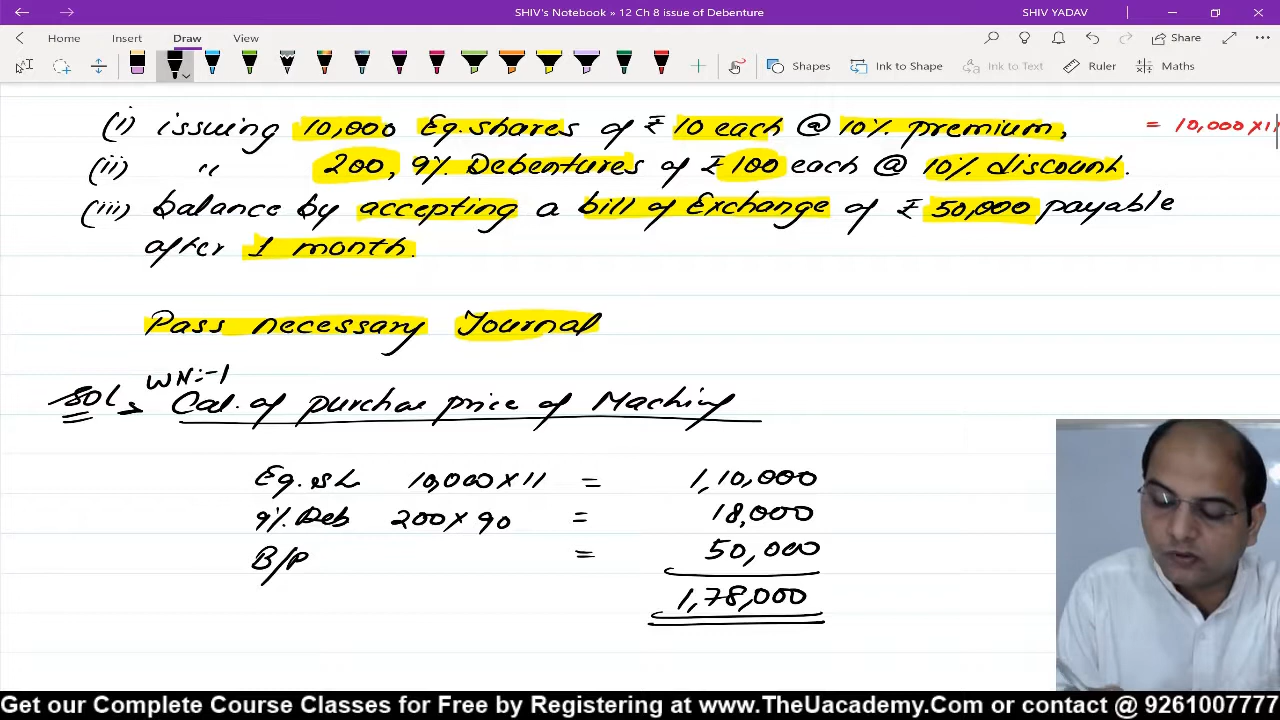 SHIV's Notebook » 12 Ch 8 issue of Debenture
SHIV YADAV
Home Insert Draw View
Share
Shapes Ink to Shape Ink to Text Ruler Maths
(i) issuing 10,000 Eq. shares of ₹ 10 each @ 10% premium,
= 10,000 × 11
(ii) " 200, 9% Debentures of ₹ 100 each @ 10% discount.
(iii) balance by accepting a bill of Exchange of ₹ 50,000 payable
after 1 month.
Pass necessary Journal
WN:-1
Sol Cal. of purchase price of Machinery
Eq. sh 10,000 × 11 = 1,10,000
9% Deb 200 × 90 = 18,000
B/P = 50,000
1,78,000
Get our Complete Course Classes for Free by Registering at www.TheUacademy.Com or contact @ 9261007777